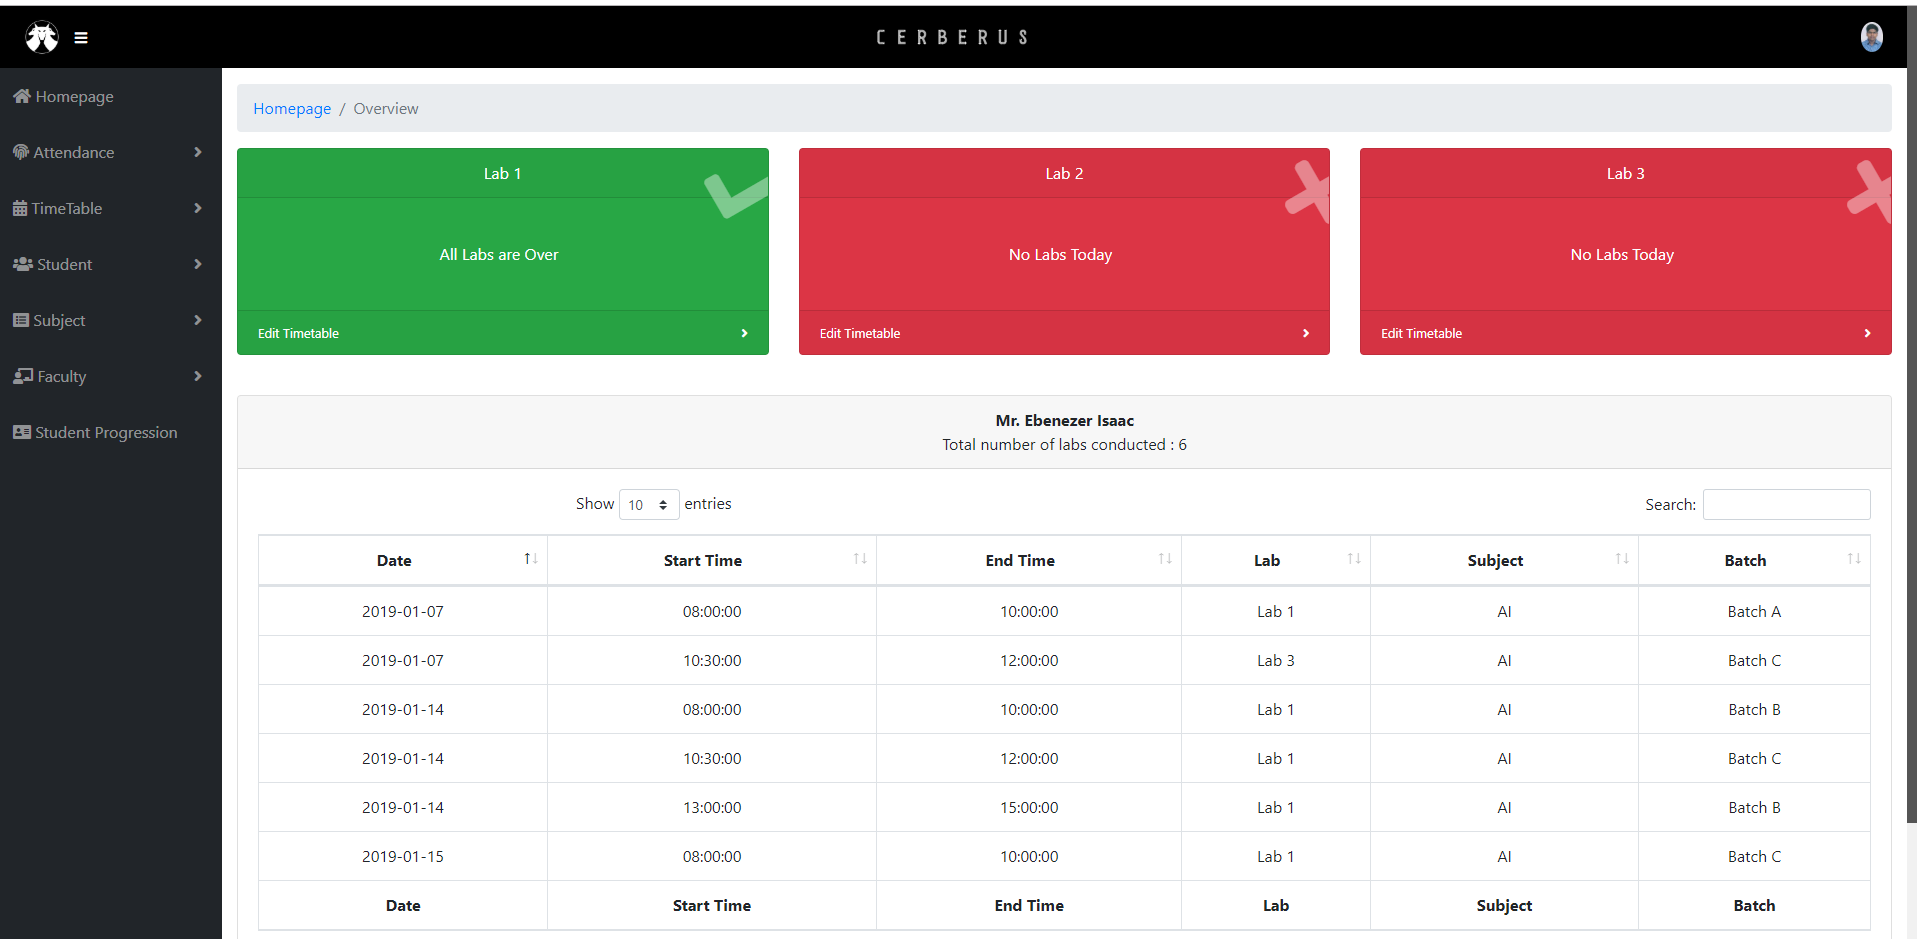 CERBERUS
Homepage
Attendance
TimeTable
Student
Subject
Faculty
Student Progression
Homepage / Overview
Lab 1
All Labs are Over
Edit Timetable
Lab 2
No Labs Today
Edit Timetable
Lab 3
No Labs Today
Edit Timetable
Mr. Ebenezer Isaac
Total number of labs conducted : 6
Show 10 entries
Search:
Date Start Time End Time Lab Subject Batch
2019-01-07 08:00:00 10:00:00 Lab 1 AI Batch A
2019-01-07 10:30:00 12:00:00 Lab 3 AI Batch C
2019-01-14 08:00:00 10:00:00 Lab 1 AI Batch B
2019-01-14 10:30:00 12:00:00 Lab 1 AI Batch C
2019-01-14 13:00:00 15:00:00 Lab 1 AI Batch B
2019-01-15 08:00:00 10:00:00 Lab 1 AI Batch C
Date Start Time End Time Lab Subject Batch